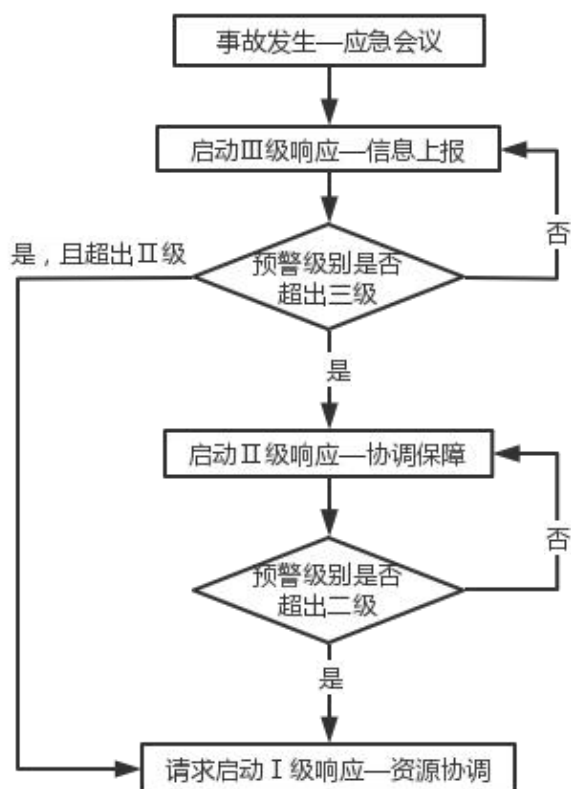 事故发生—应急会议
启动Ⅲ级响应—信息上报
否
是，且超出Ⅱ级
预警级别是否
超出三级
是
启动Ⅱ级响应—协调保障
否
预警级别是否
超出二级
是
请求启动Ⅰ级响应—资源协调